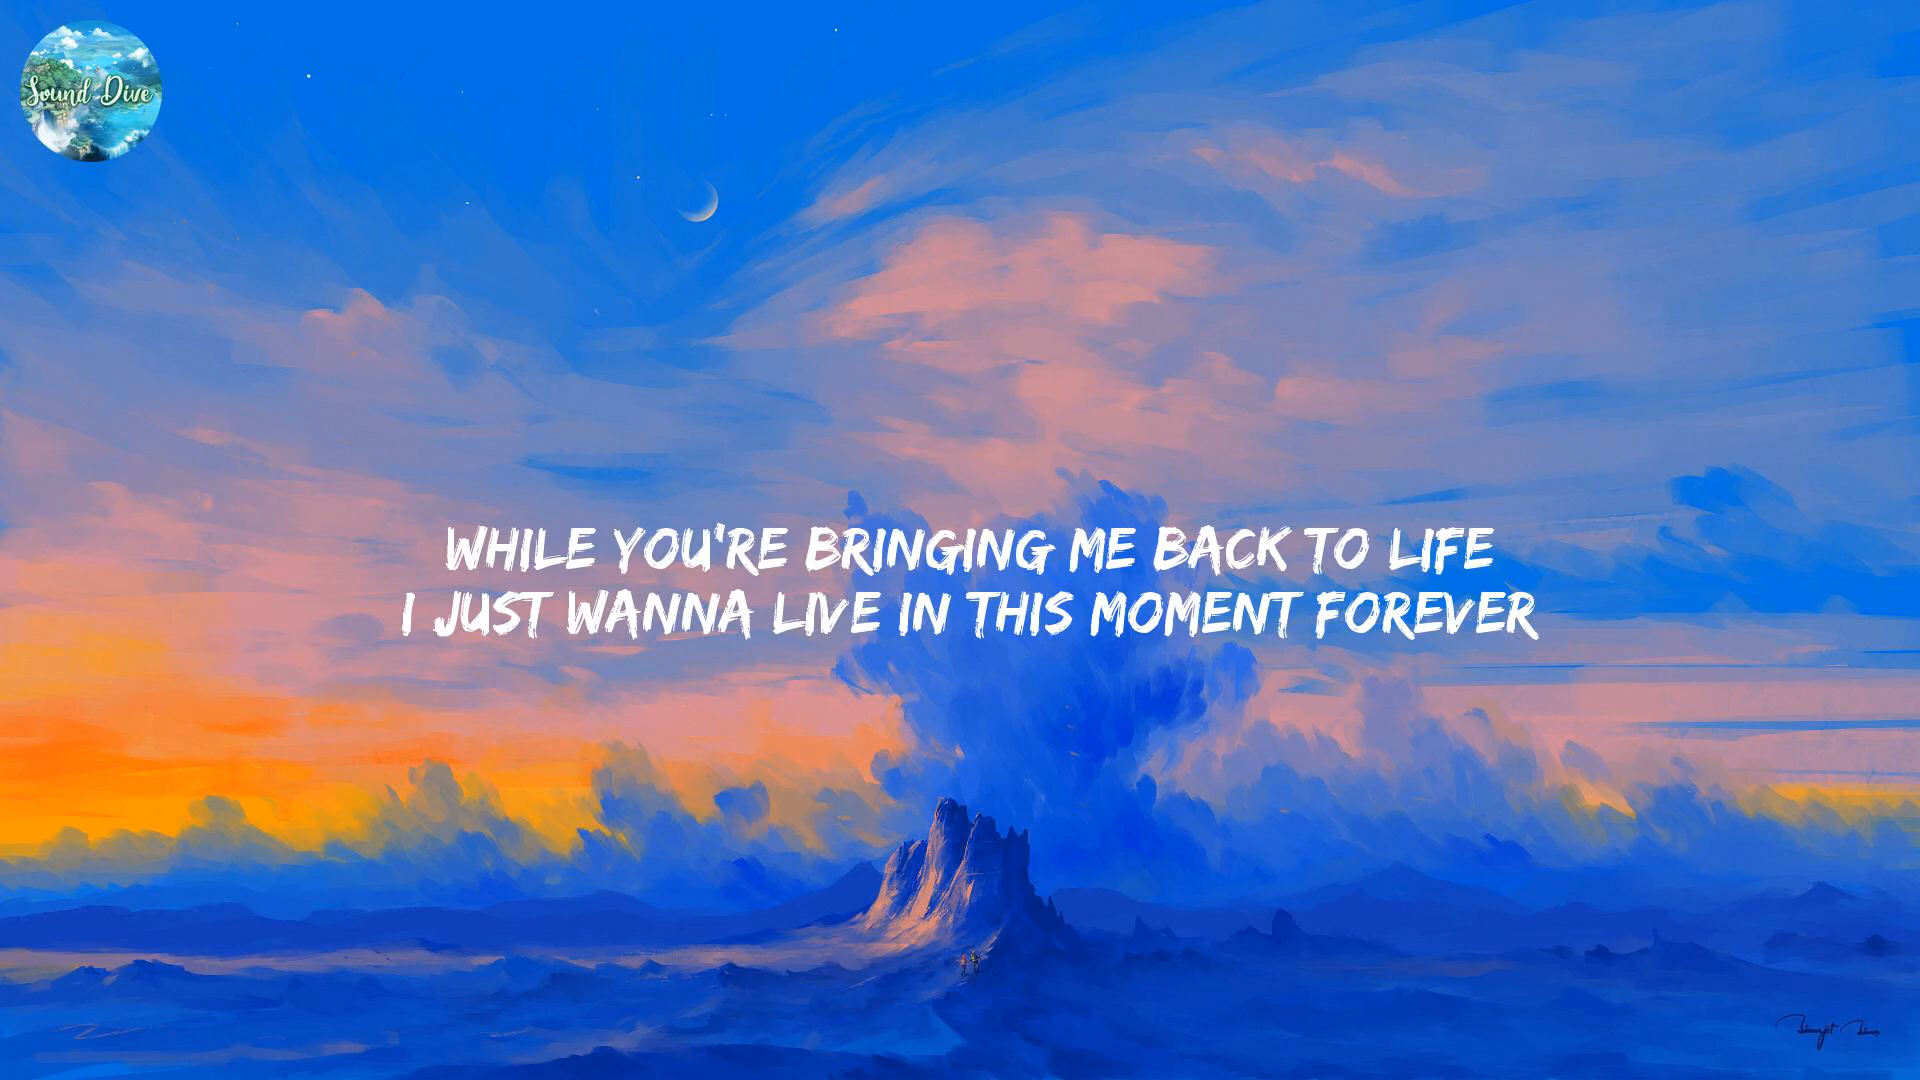 Sound Dive
WHILE YOU'RE BRINGING ME BACK TO LIFE
I JUST WANNA LIVE IN THIS MOMENT FOREVER